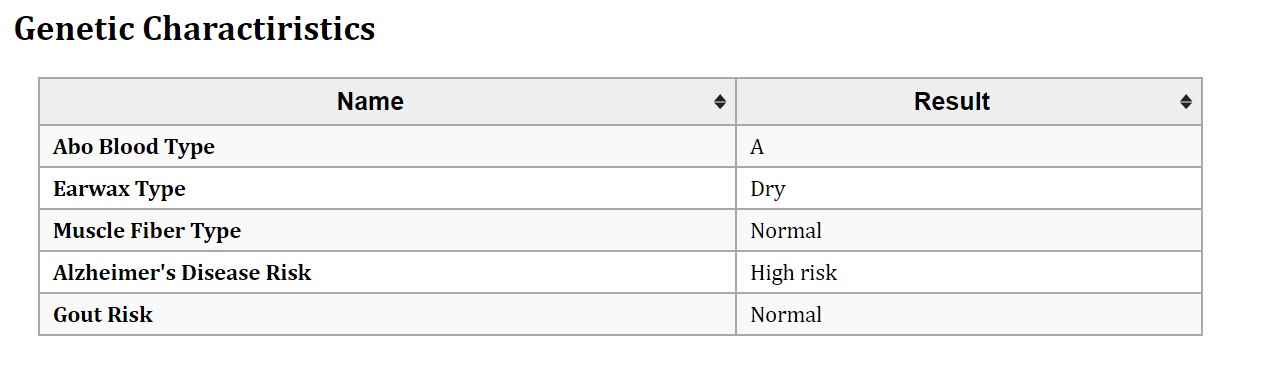 Genetic Charactiristics
Name Result
Abo Blood Type A
Earwax Type Dry
Muscle Fiber Type Normal
Alzheimer's Disease Risk High risk
Gout Risk Normal